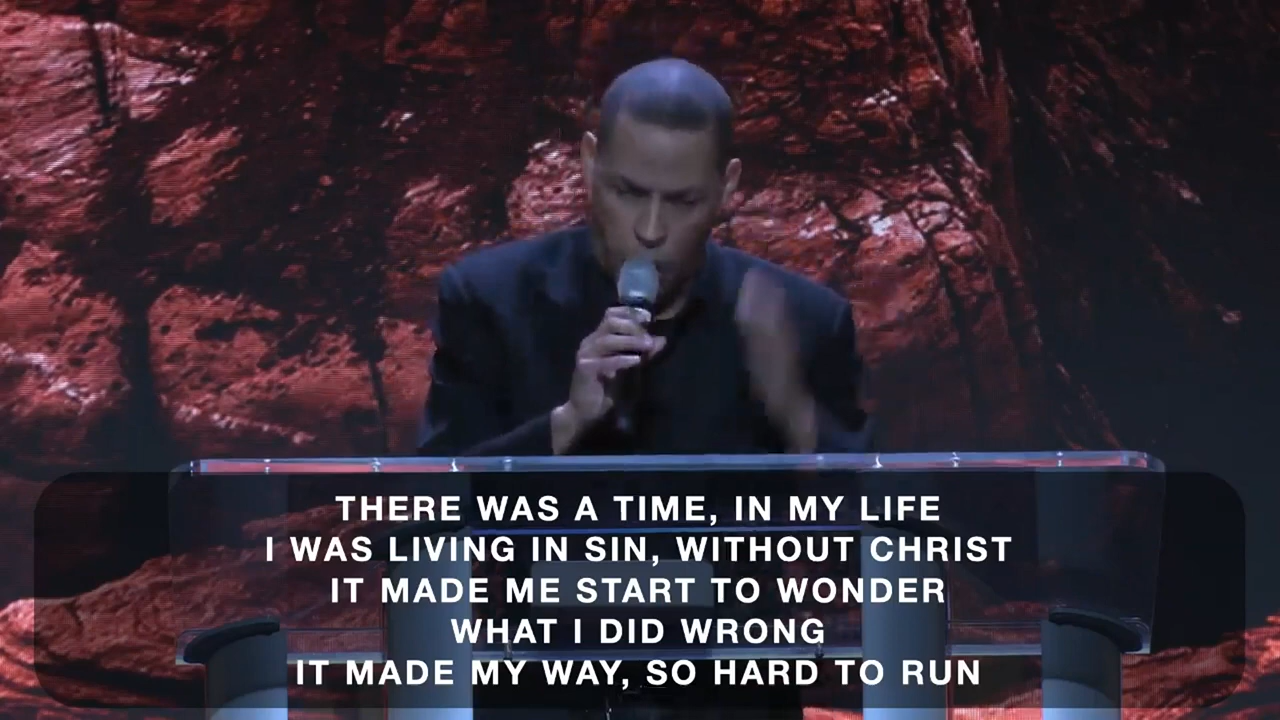 THERE WAS A TIME, IN MY LIFE
I WAS LIVING IN SIN, WITHOUT CHRIST
IT MADE ME START TO WONDER
WHAT I DID WRONG
IT MADE MY WAY, SO HARD TO RUN